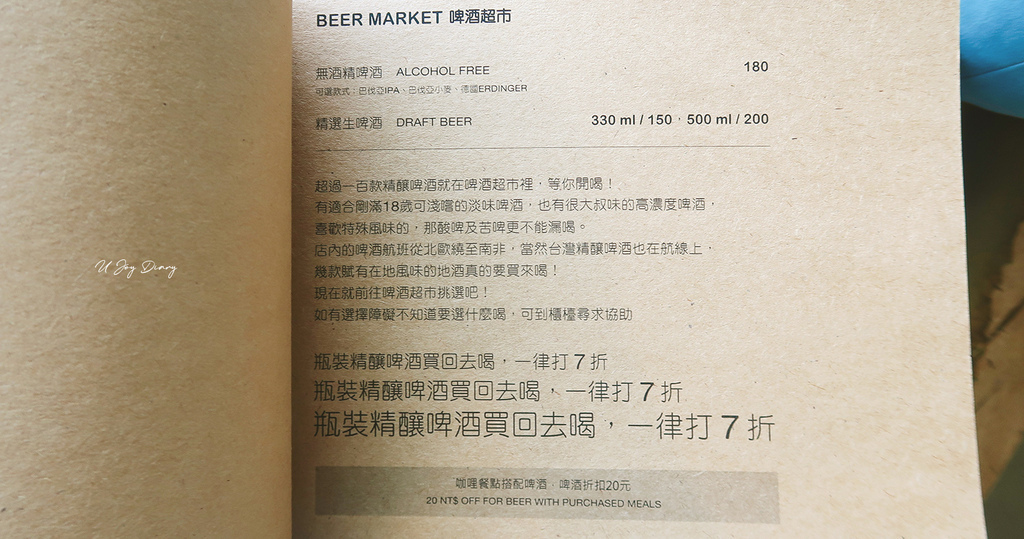 BEER MARKET 啤酒超市
無酒精啤酒 ALCOHOL FREE 180
可選款式：巴伐亞IPA、巴伐亞小麥、德國ERDINGER
精選生啤酒 DRAFT BEER 330 ml / 150，500 ml / 200
超過一百款精釀啤酒就在啤酒超市裡，等你開喝！
有適合剛滿18歲可淺嚐的淡味啤酒，也有很大叔味的高濃度啤酒，
喜歡特殊風味的，那酸啤及苦啤更不能漏喝。
店內的啤酒航班從北歐繞至南非，當然台灣精釀啤酒也在航線上，
幾款賦有在地風味的地酒真的要買來喝！
現在就前往啤酒超市挑選吧！
如有選擇障礙不知道要選什麼喝，可到櫃檯尋求協助
瓶裝精釀啤酒買回去喝，一律打 7 折
瓶裝精釀啤酒買回去喝，一律打 7 折
瓶裝精釀啤酒買回去喝，一律打 7 折
咖哩餐點搭配啤酒，啤酒折扣20元
20 NT$ OFF FOR BEER WITH PURCHASED MEALS
U Joy Diary